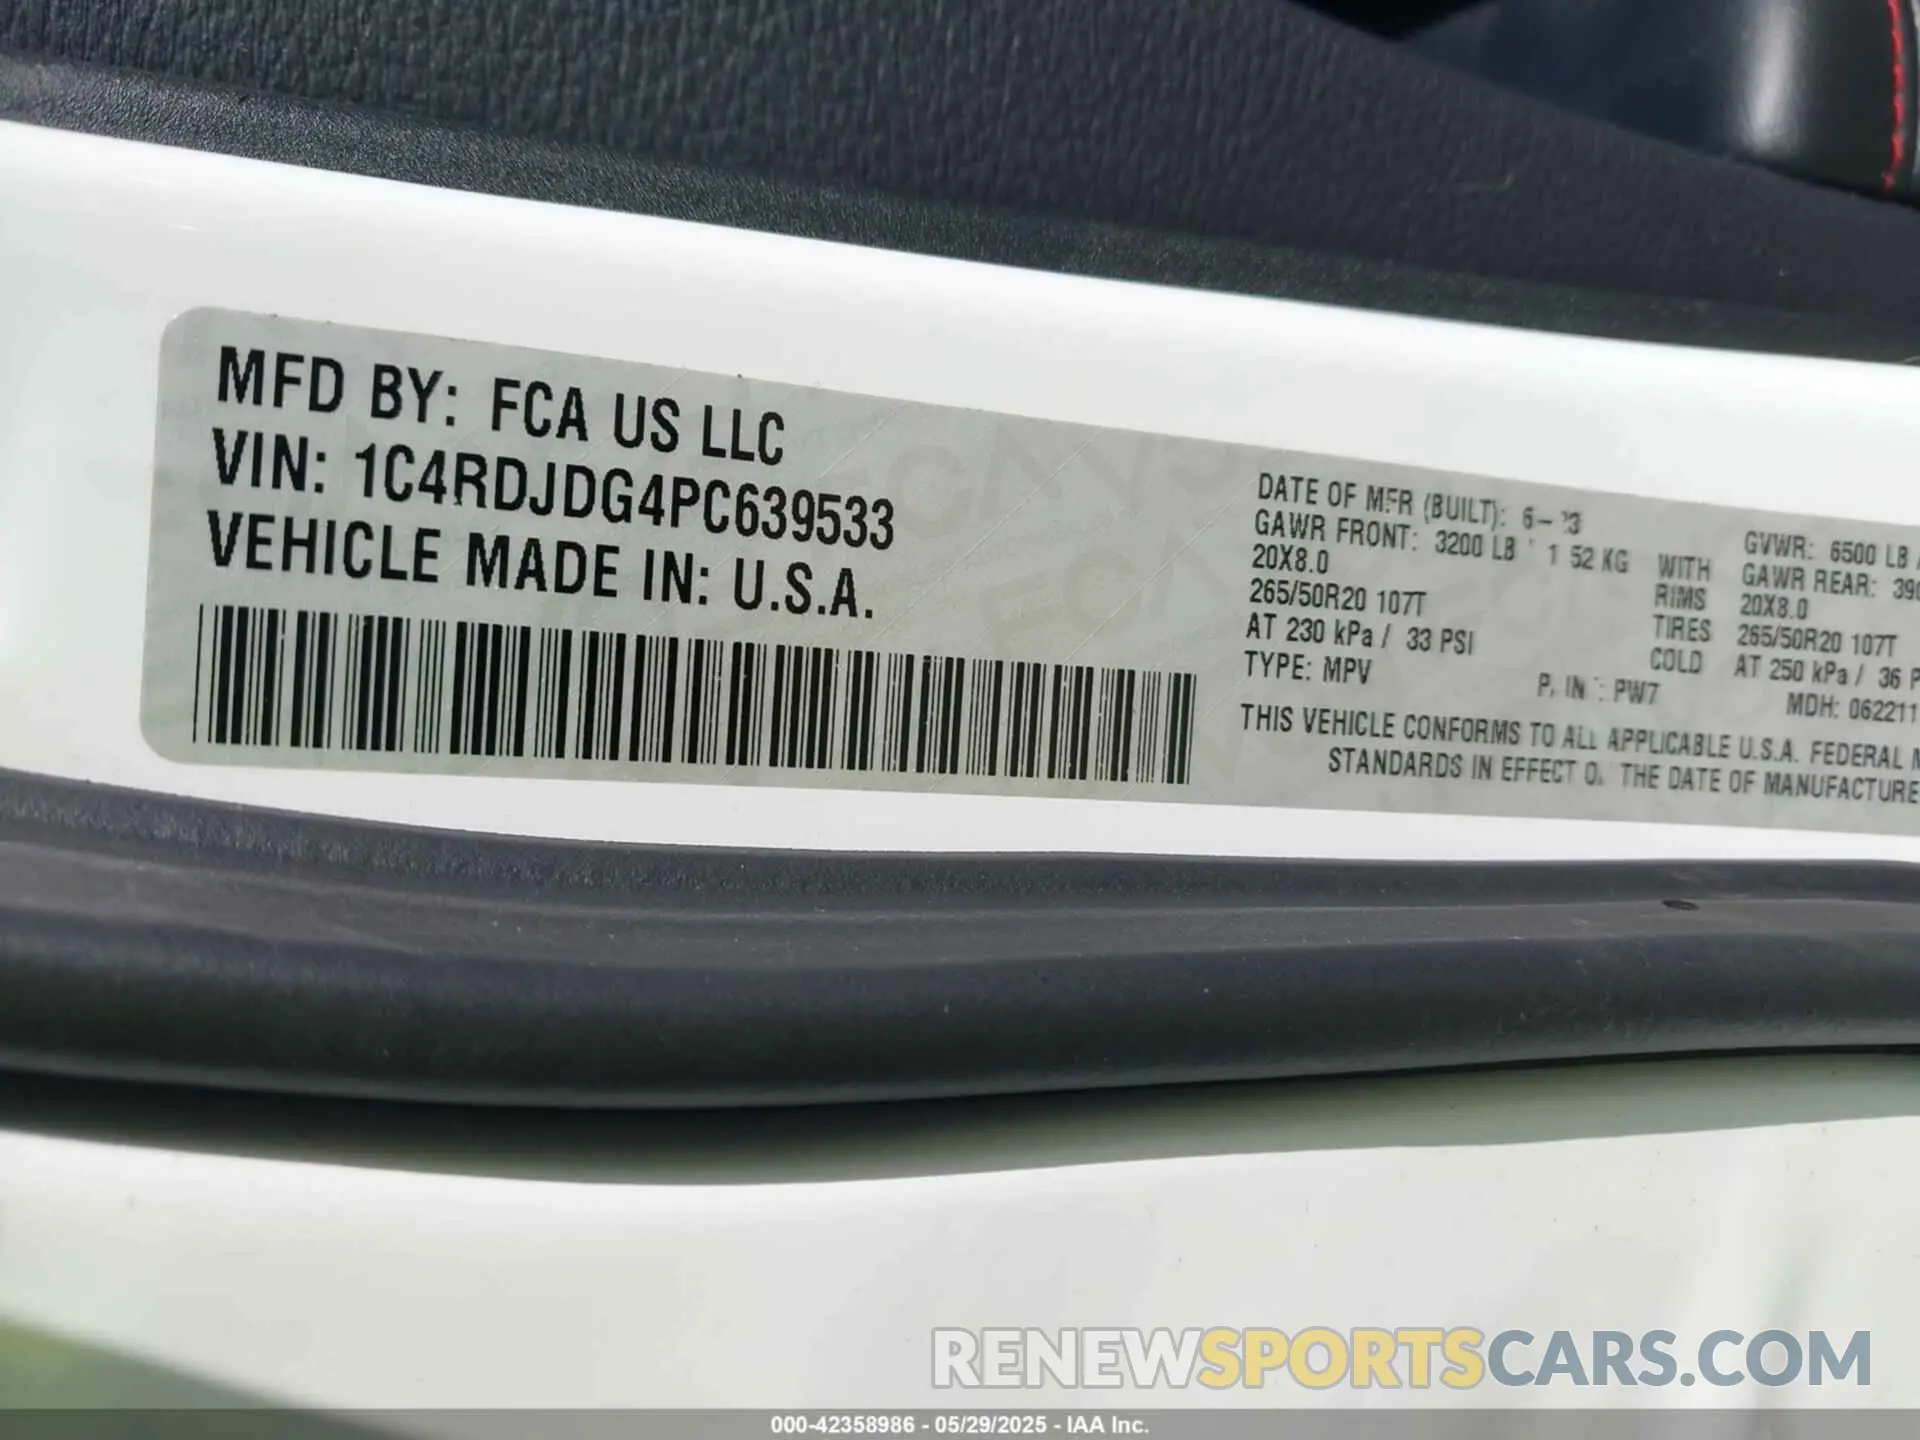 MFD BY: FCA US LLC
VIN: 1C4RDJDG4PC639533
VEHICLE MADE IN: U.S.A.
DATE OF MFR (BUILT):
GAWR FRONT: 3200 LB
20X8.0
265/50R20 107T
AT 230 kPa / 33 PSI
TYPE: MPV
WITH
RIMS
TIRES
COLD
GVWR: 6500 LB
GAWR REAR:
20X8.0
265/50R20 107T
AT 250 kPa / 36
PW7
MDH:
THIS VEHICLE CONFORMS TO ALL APPLICABLE U.S.A. FEDERAL
STANDARDS IN EFFECT THE DATE OF MANUFACTURE
RENEWSPORTSCARS.COM
000-42358986 - 05/29/2025 - IAA Inc.